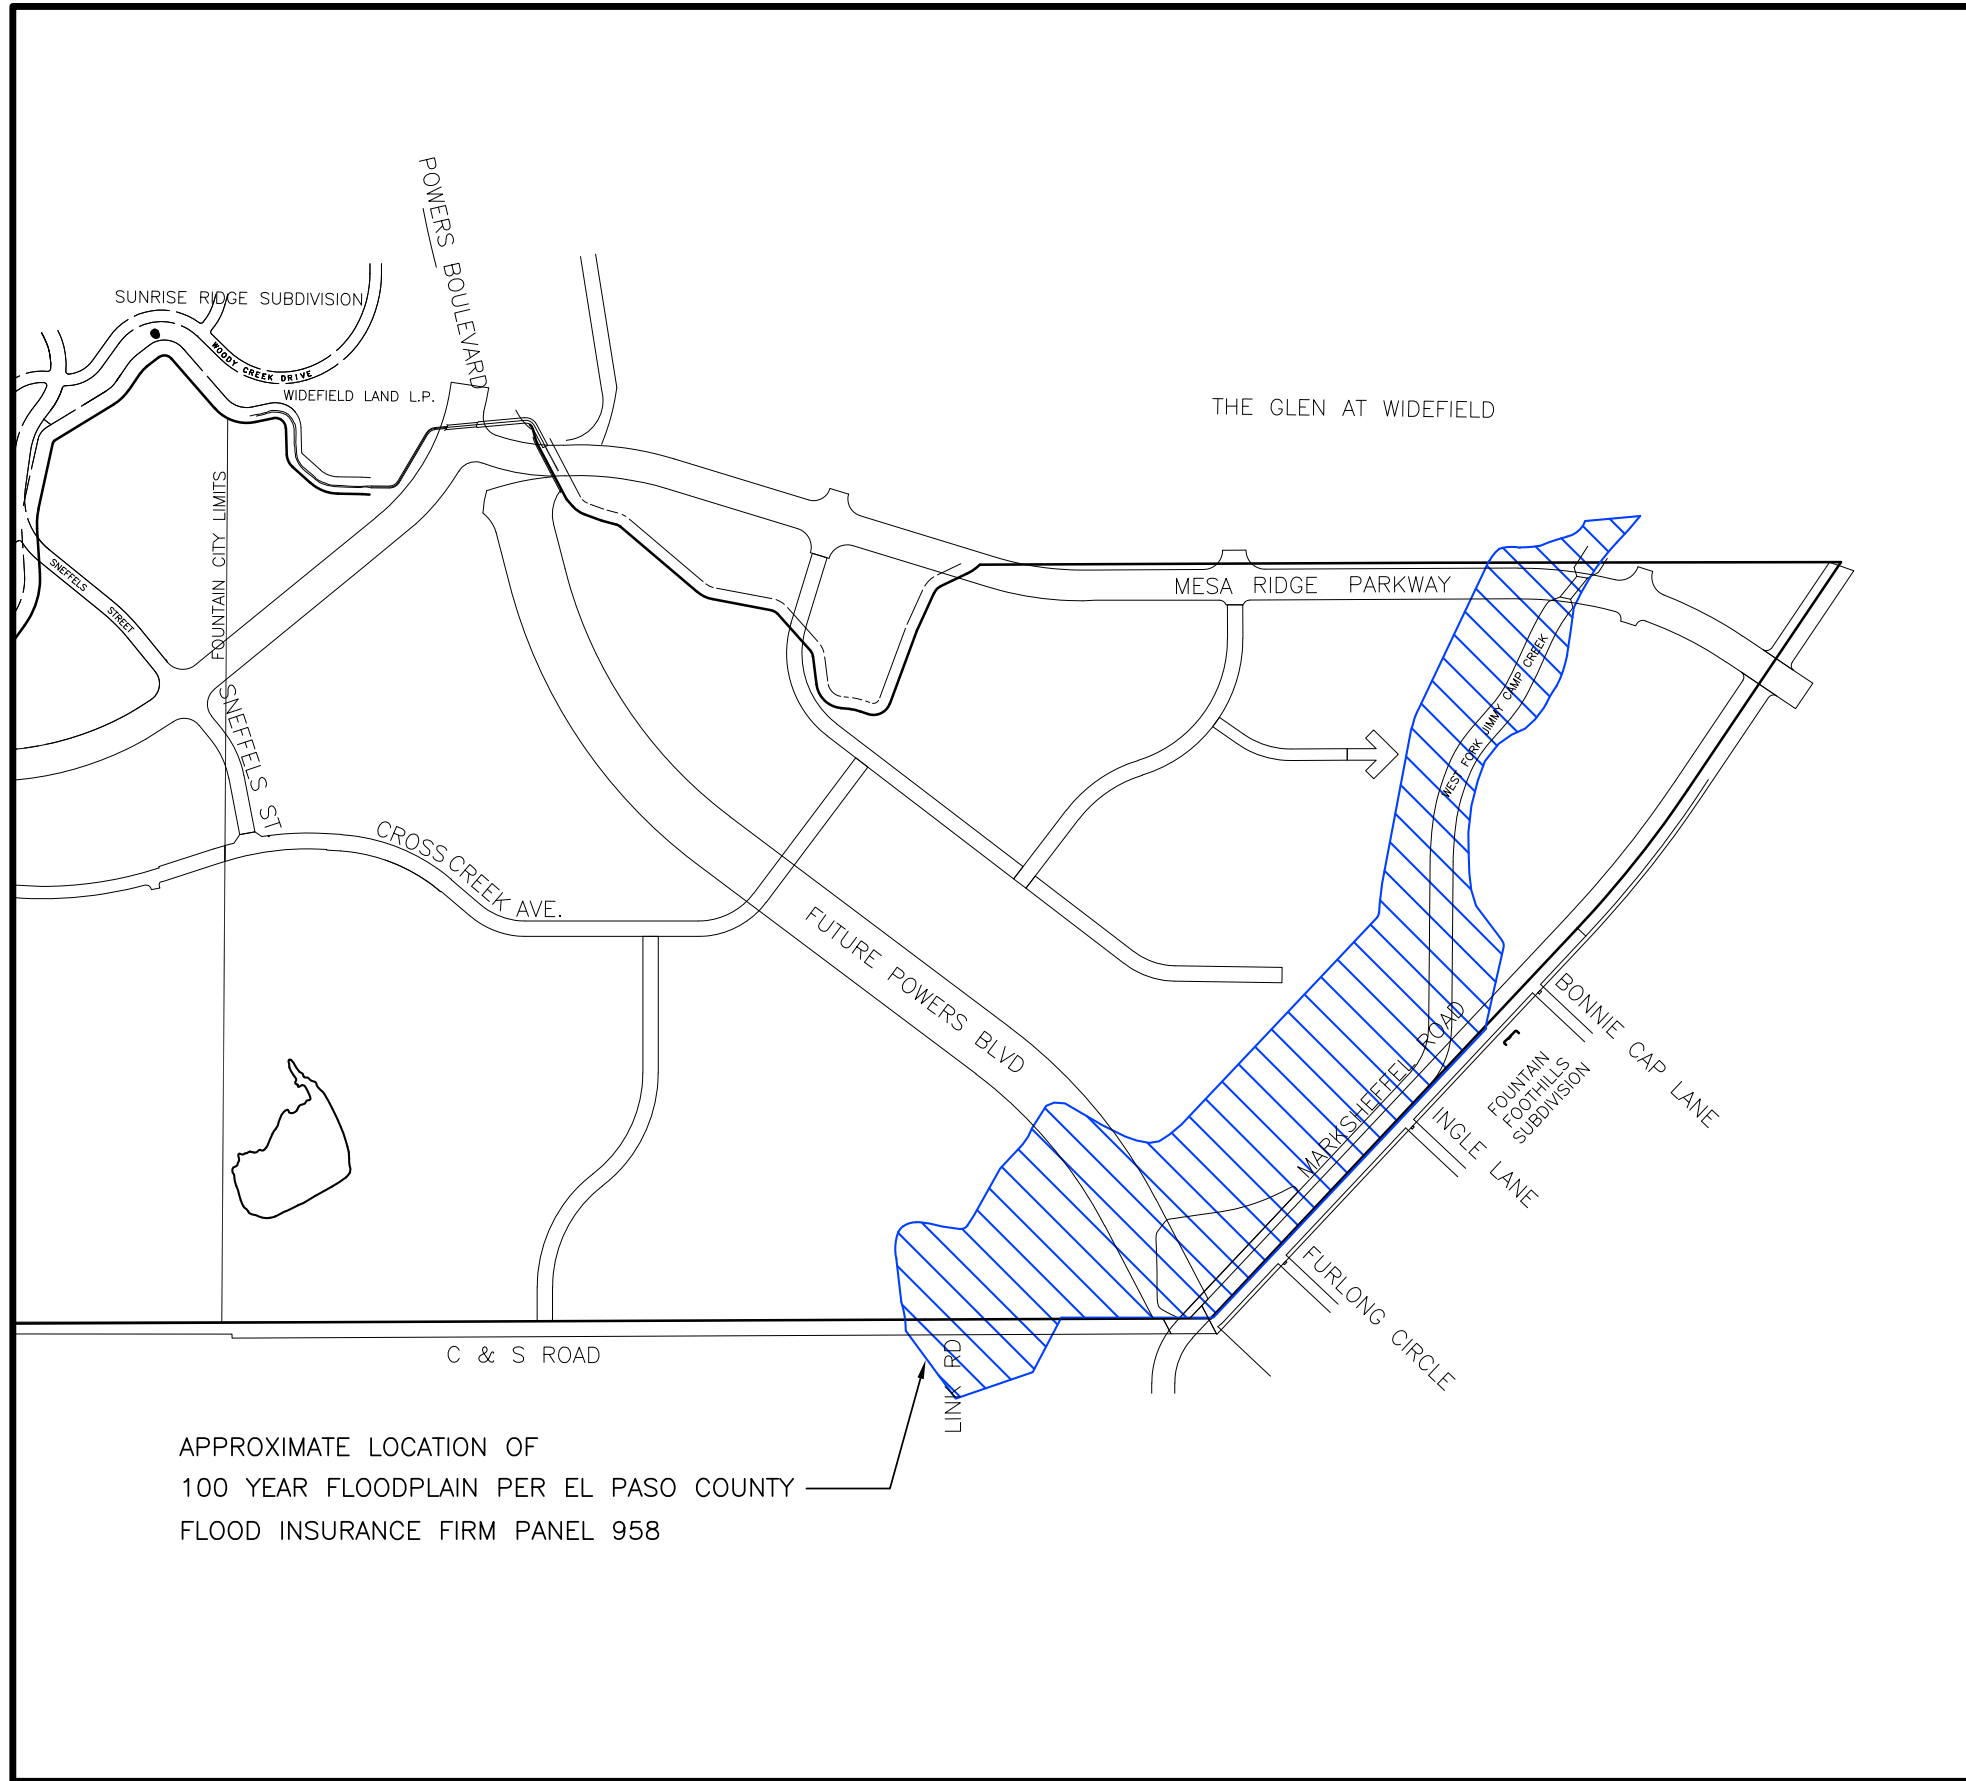 POWERS BOULEVARD
SUNRISE RIDGE SUBDIVISION
WOODY CREEK DRIVE
WIDEFIELD LAND L.P.
THE GLEN AT WIDEFIELD
FOUNTAIN CITY LIMITS
SNEFFELS STREET
MESA RIDGE PARKWAY
WEST FORK JIMMY CAMP CREEK
SNEFFELS ST
CROSS CREEK AVE.
FUTURE POWERS BLVD
MARKSHEFFEL ROAD
BONNIE CAP LANE
FOUNTAIN
FOOTHILLS
SUBDIVISION
INGLE LANE
FURLONG CIRCLE
C & S ROAD
LINK RD
APPROXIMATE LOCATION OF
100 YEAR FLOODPLAIN PER EL PASO COUNTY
FLOOD INSURANCE FIRM PANEL 958